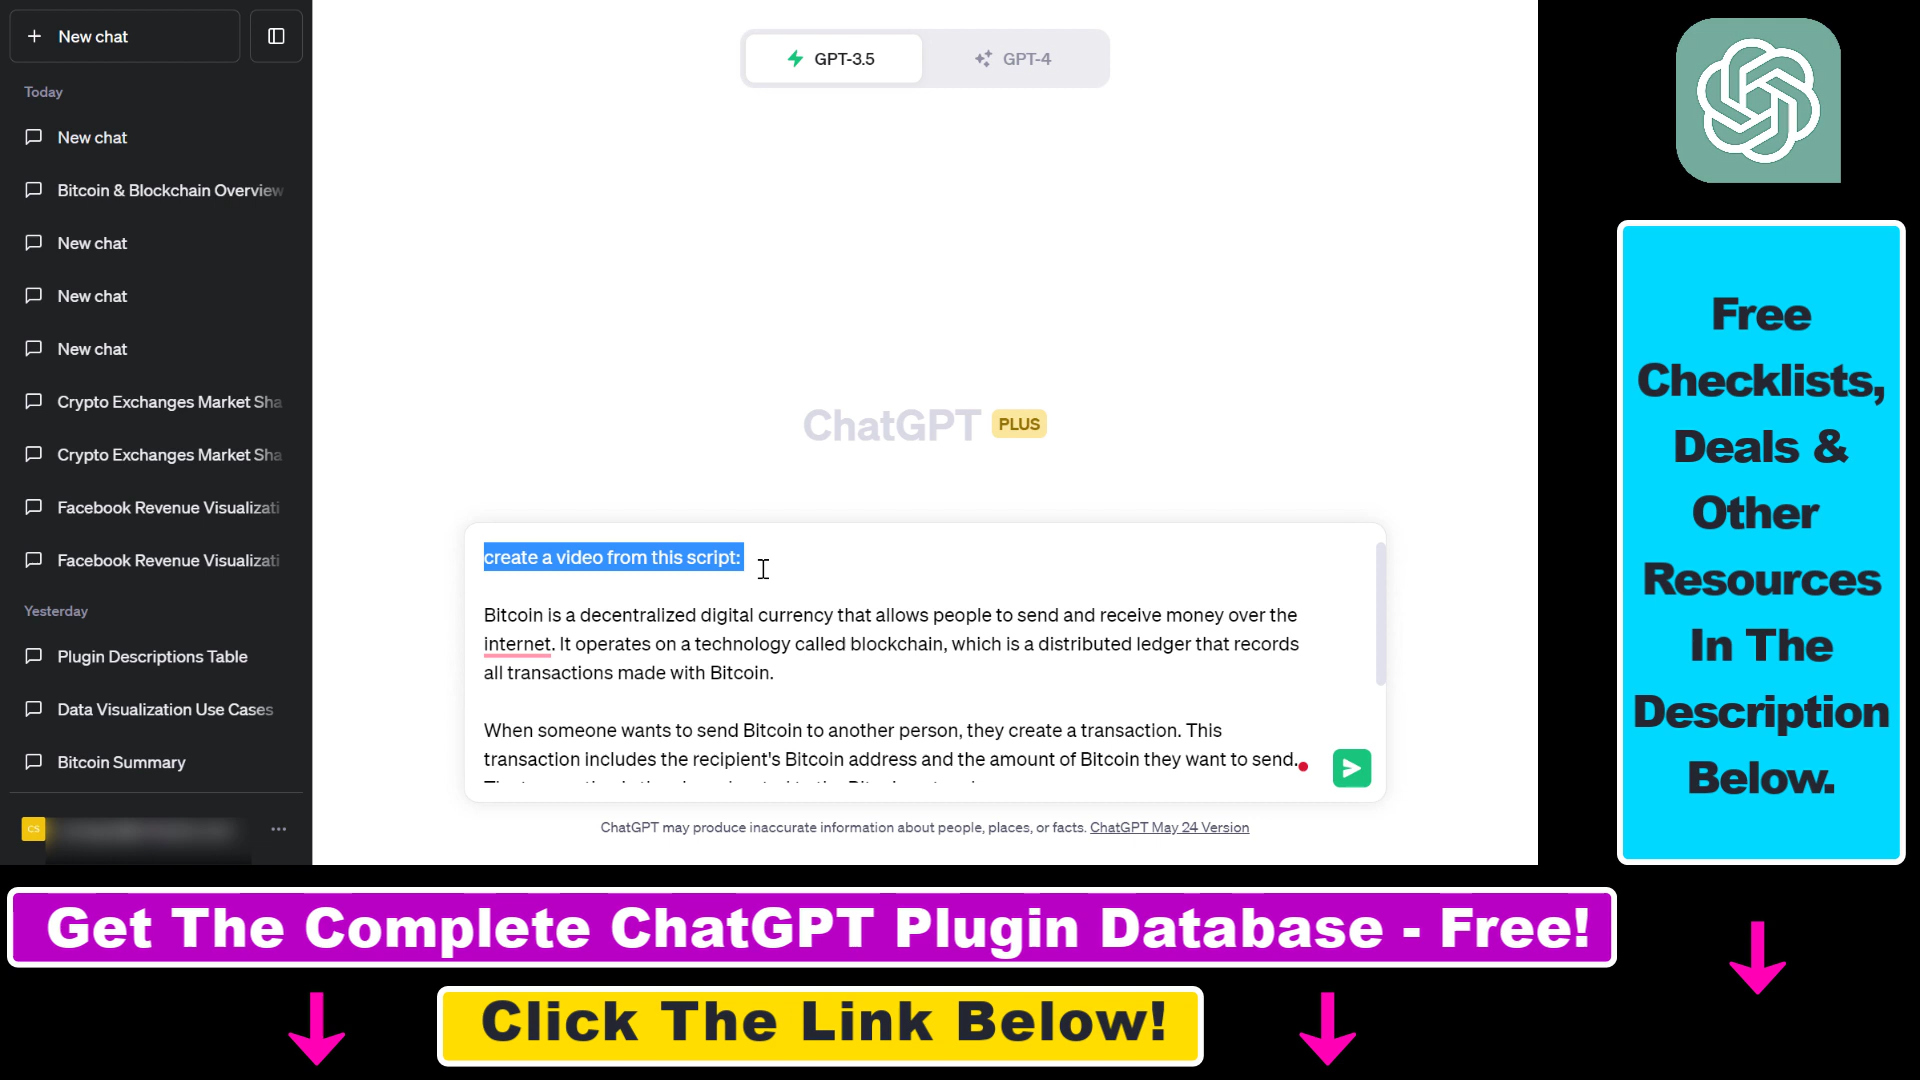 New chat
Today
New chat
Bitcoin & Blockchain Overview
New chat
New chat
New chat
Crypto Exchanges Market Sha
Crypto Exchanges Market Sha
Facebook Revenue Visualizati
Facebook Revenue Visualizati
Yesterday
Plugin Descriptions Table
Data Visualization Use Cases
Bitcoin Summary
CS
GPT-3.5
GPT-4
ChatGPT PLUS
create a video from this script:
Bitcoin is a decentralized digital currency that allows people to send and receive money over the
internet. It operates on a technology called blockchain, which is a distributed ledger that records
all transactions made with Bitcoin.
When someone wants to send Bitcoin to another person, they create a transaction. This
transaction includes the recipient's Bitcoin address and the amount of Bitcoin they want to send.
ChatGPT may produce inaccurate information about people, places, or facts. ChatGPT May 24 Version
Free
Checklists,
Deals &
Other
Resources
In The
Description
Below.
Get The Complete ChatGPT Plugin Database - Free!
Click The Link Below!